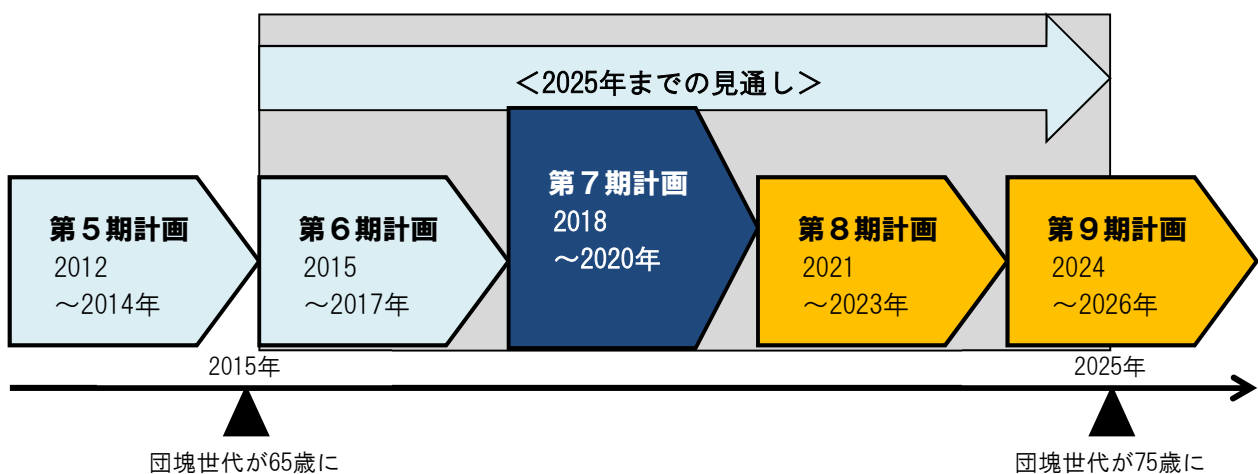 ＜2025年までの見通し＞
第５期計画
2012
～2014年
第６期計画
2015
～2017年
第７期計画
2018
～2020年
第８期計画
2021
～2023年
第９期計画
2024
～2026年
2015年
2025年
団塊世代が65歳に
団塊世代が75歳に